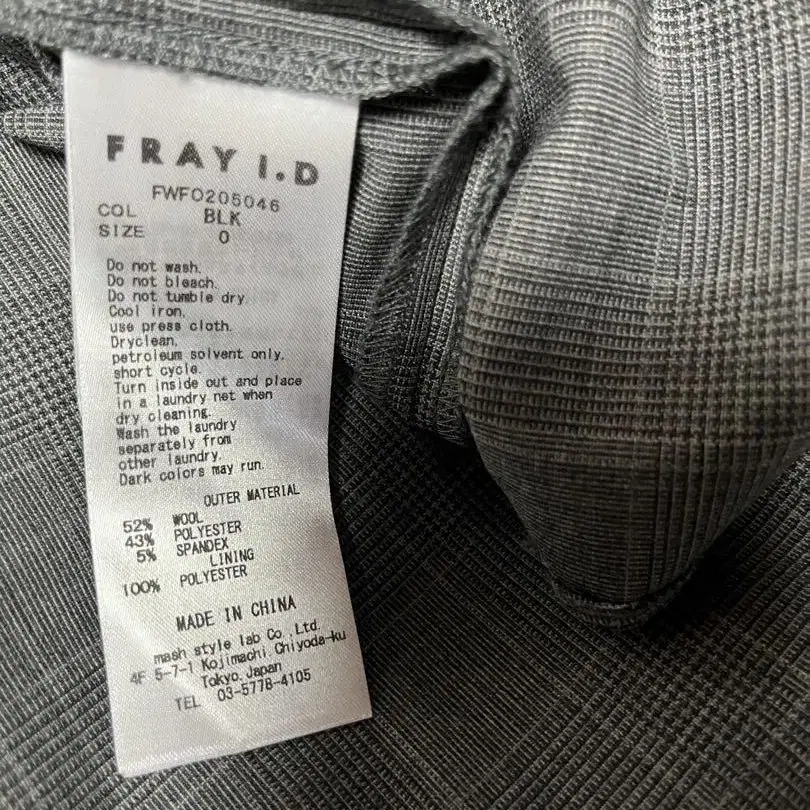 FRAY I.D
FWFO205046
COL BLK
SIZE 0
Do not wash.
Do not bleach.
Do not tumble dry
Cool iron.
use press cloth.
Dryclean.
petroleum solvent only.
short cycle.
Turn inside out and place
in a laundry net when
dry cleaning.
Wash the laundry
separately from
other laundry.
Dark colors may run.
OUTER MATERIAL
52% WOOL
43% POLYESTER
5% SPANDEX
LINING
100% POLYESTER
MADE IN CHINA
mash style lab Co., Ltd.
4F 5-7-1 Kojimachi, Chiyoda-ku
Tokyo, Japan
TEL 03-5778-4105